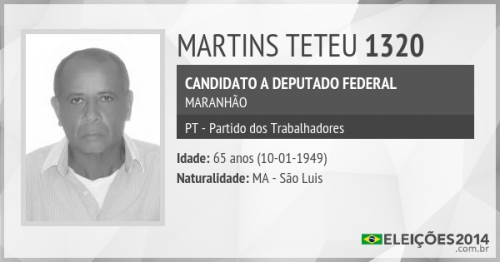 MARTINS TETEU 1320
CANDIDATO A DEPUTADO FEDERAL
MARANHÃO
PT - Partido dos Trabalhadores
Idade: 65 anos (10-01-1949)
Naturalidade: MA - São Luis
ELEIÇÕES2014
.com.br